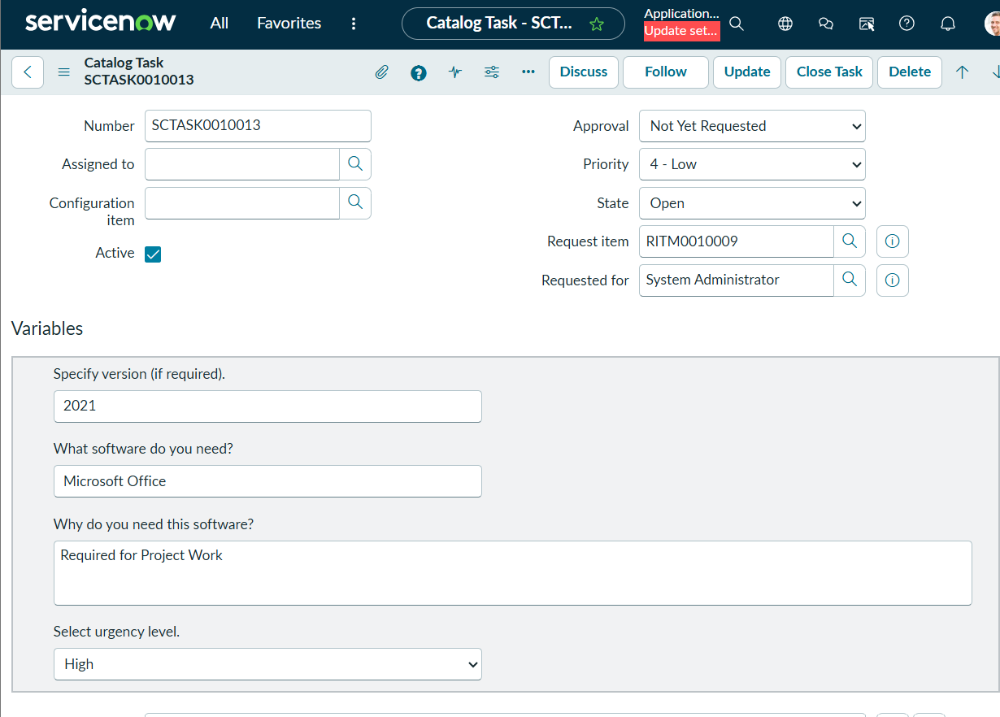 servicenow
All
Favorites
Catalog Task - SCT...
Application...
Update set...
Catalog Task
SCTASK0010013
Discuss
Follow
Update
Close Task
Delete
Number
SCTASK0010013
Assigned to
Configuration
item
Active
Approval
Not Yet Requested
Priority
4 - Low
State
Open
Request item
RITM0010009
Requested for
System Administrator
Variables
Specify version (if required).
2021
What software do you need?
Microsoft Office
Why do you need this software?
Required for Project Work
Select urgency level.
High